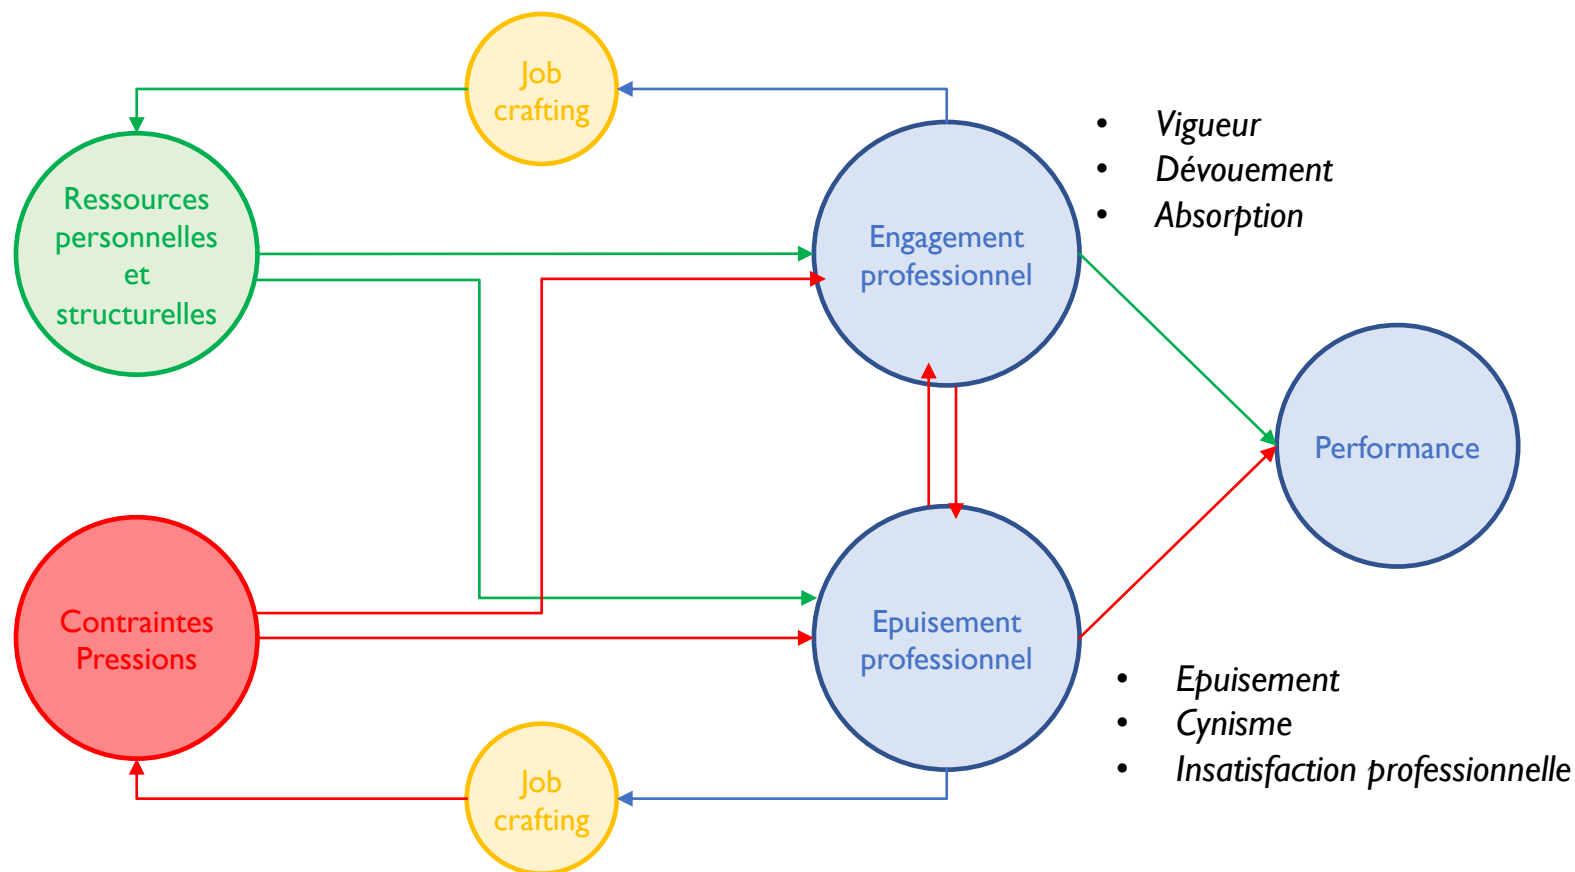 Job
crafting
Ressources
personnelles
et
structurelles
Engagement
professionnel
• Vigueur
• Dévouement
• Absorption
Performance
Contraintes
Pressions
Epuisement
professionnel
• Epuisement
• Cynisme
• Insatisfaction professionnelle
Job
crafting